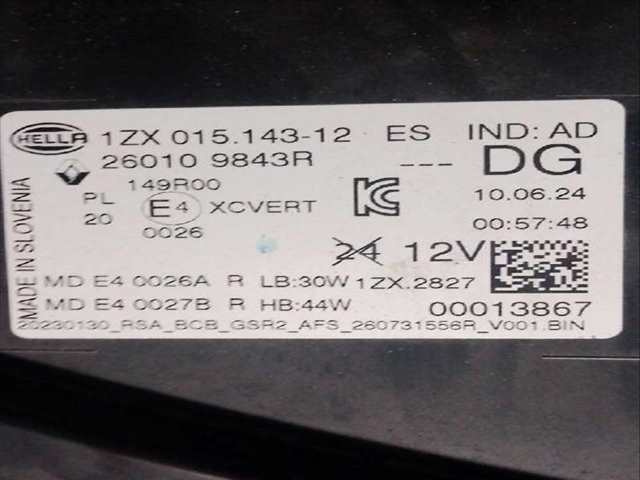 HELLA 1ZX 015.143-12 ES IND: AD
26010 9843R --- DG
149R00
PL E4 XCVERT KC 10.06.24
20 00:57:48
0026
24 12V
MD E4 0026A R LB:30W 1ZX.2827
MD E4 0027B R HB:44W 00013867
20230130_RSA_BCB_GSR2_AFS_260731556R_V001.BIN
MADE IN SLOVENIA